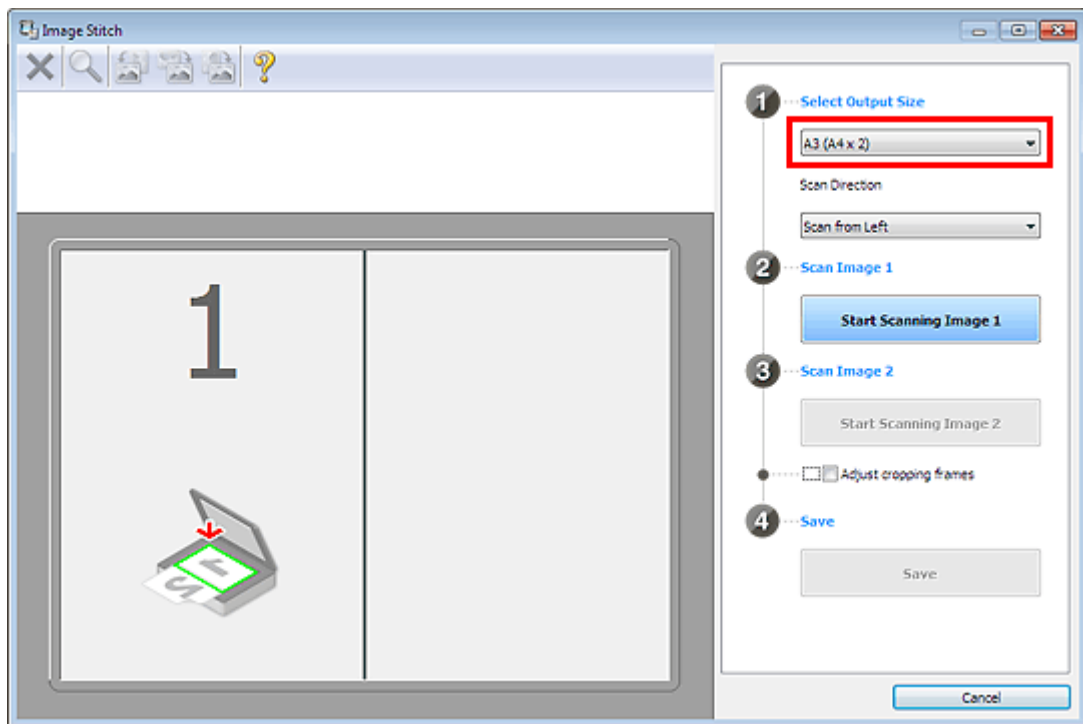 Image Stitch
1 Select Output Size
A3 (A4 x 2)
Scan Direction
Scan from Left
2 Scan Image 1
Start Scanning Image 1
3 Scan Image 2
Start Scanning Image 2
Adjust cropping frames
4 Save
Save
Cancel
1
1
2